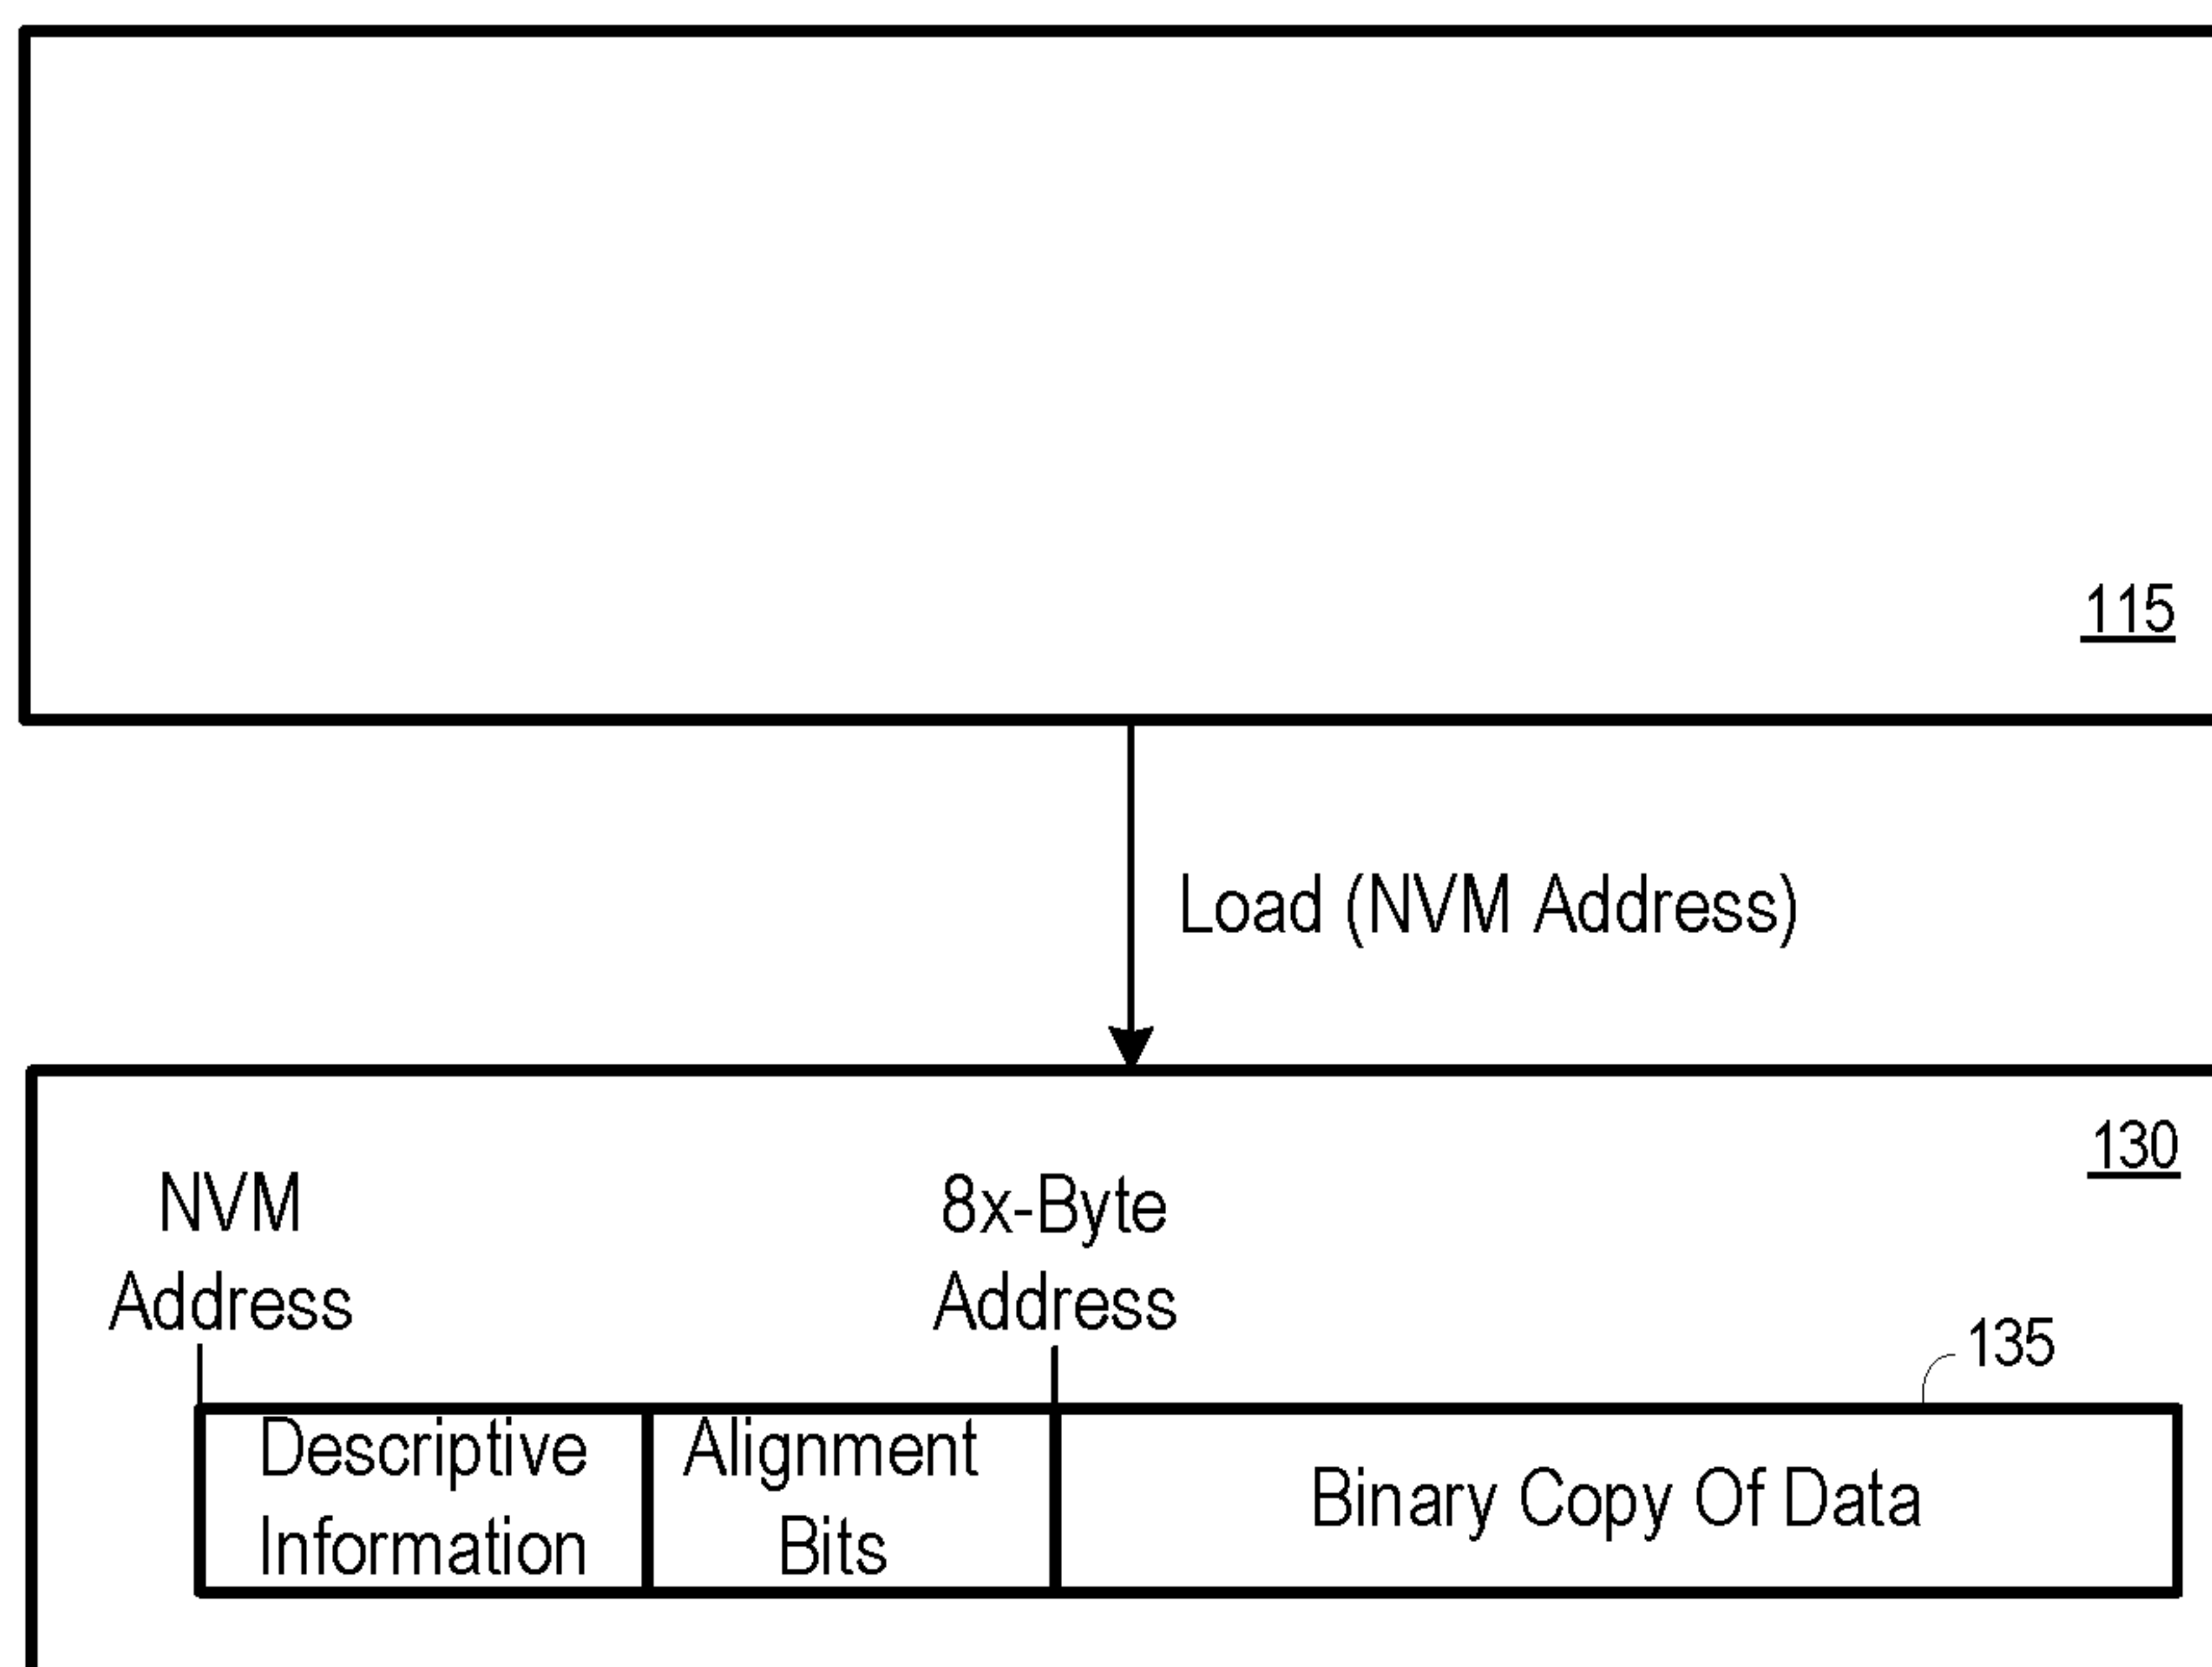 115
Load (NVM Address)
130
NVM
Address
8x-Byte
Address
135
Descriptive
Information
Alignment
Bits
Binary Copy Of Data